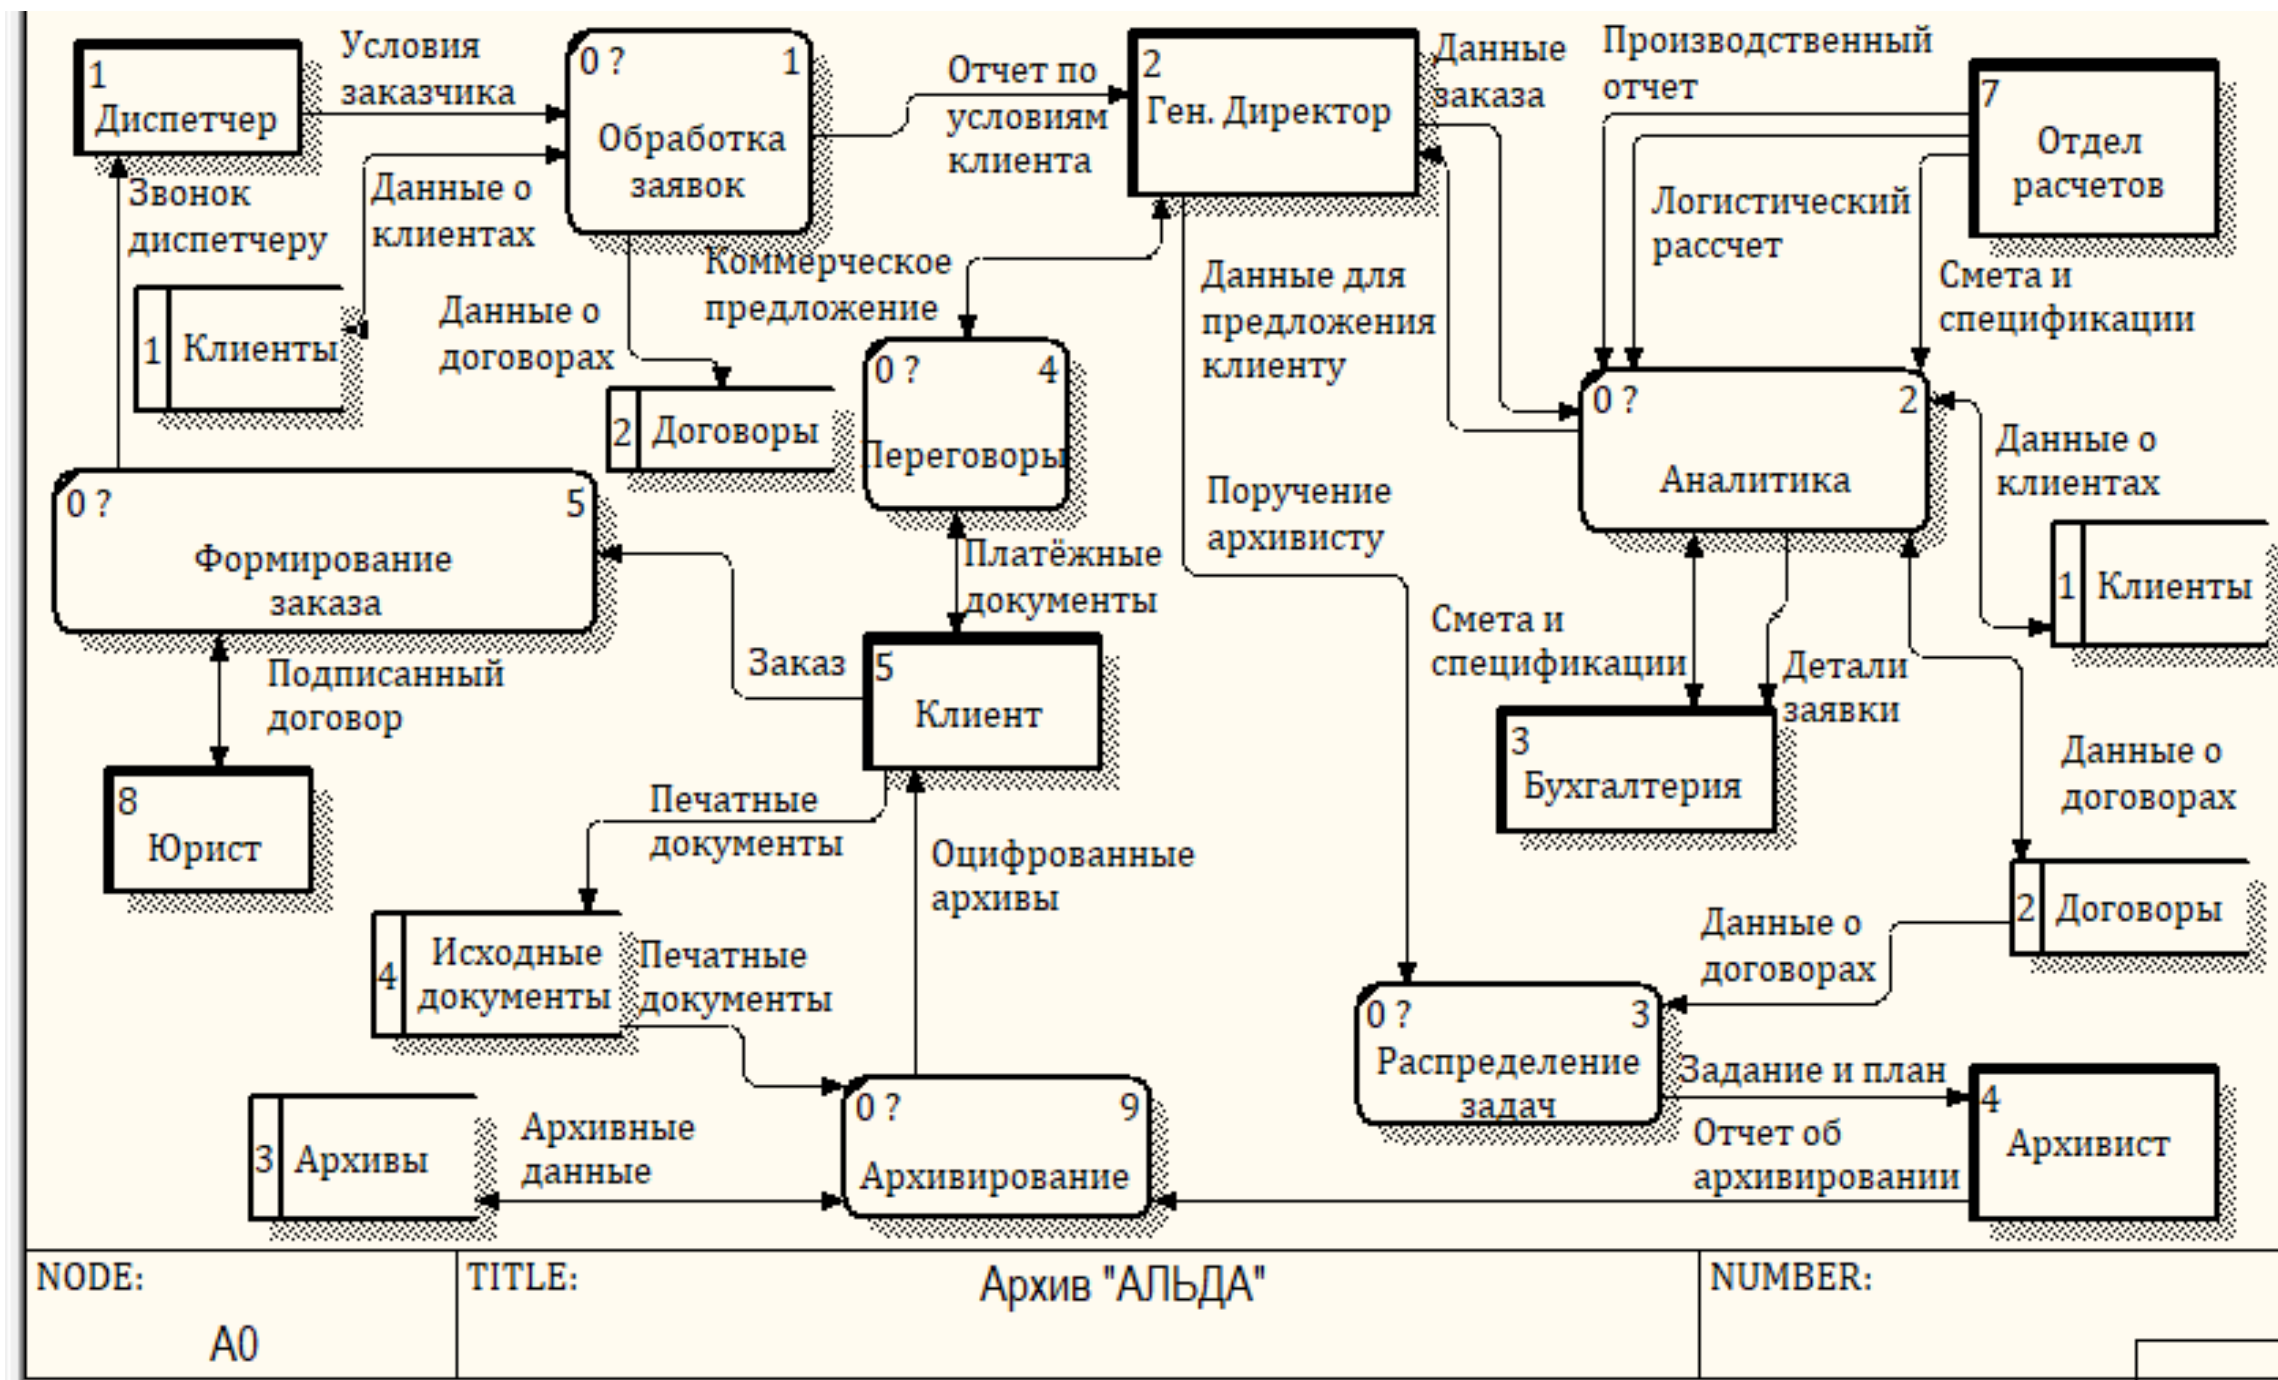 1
Диспетчер
Условия
заказчика
0 ?
1
Обработка
заявок
Отчет по
условиям
клиента
2
Ген. Директор
Данные
заказа
Производственный
отчет
7
Отдел
расчетов
Звонок
диспетчеру
Данные о
клиентах
Логистический
рассчет
Смета и
спецификации
1
Клиенты
Данные о
договорах
Коммерческое
предложение
Данные для
предложения
клиенту
2
Договоры
0 ?
4
Переговоры
0 ?
2
Аналитика
Данные о
клиентах
0 ?
5
Формирование
заказа
Поручение
архивисту
Платёжные
документы
1
Клиенты
Подписанный
договор
Заказ
5
Клиент
Смета и
спецификации
Детали
заявки
3
Бухгалтерия
Данные о
договорах
8
Юрист
Печатные
документы
Оцифрованные
архивы
2
Договоры
Данные о
договорах
4
Исходные
документы
Печатные
документы
0 ?
3
Распределение
задач
Задание и план
4
Архивист
Отчет об
архивировании
3
Архивы
Архивные
данные
0 ?
9
Архивирование
NODE:
A0
TITLE:
Архив "АЛЬДА"
NUMBER: